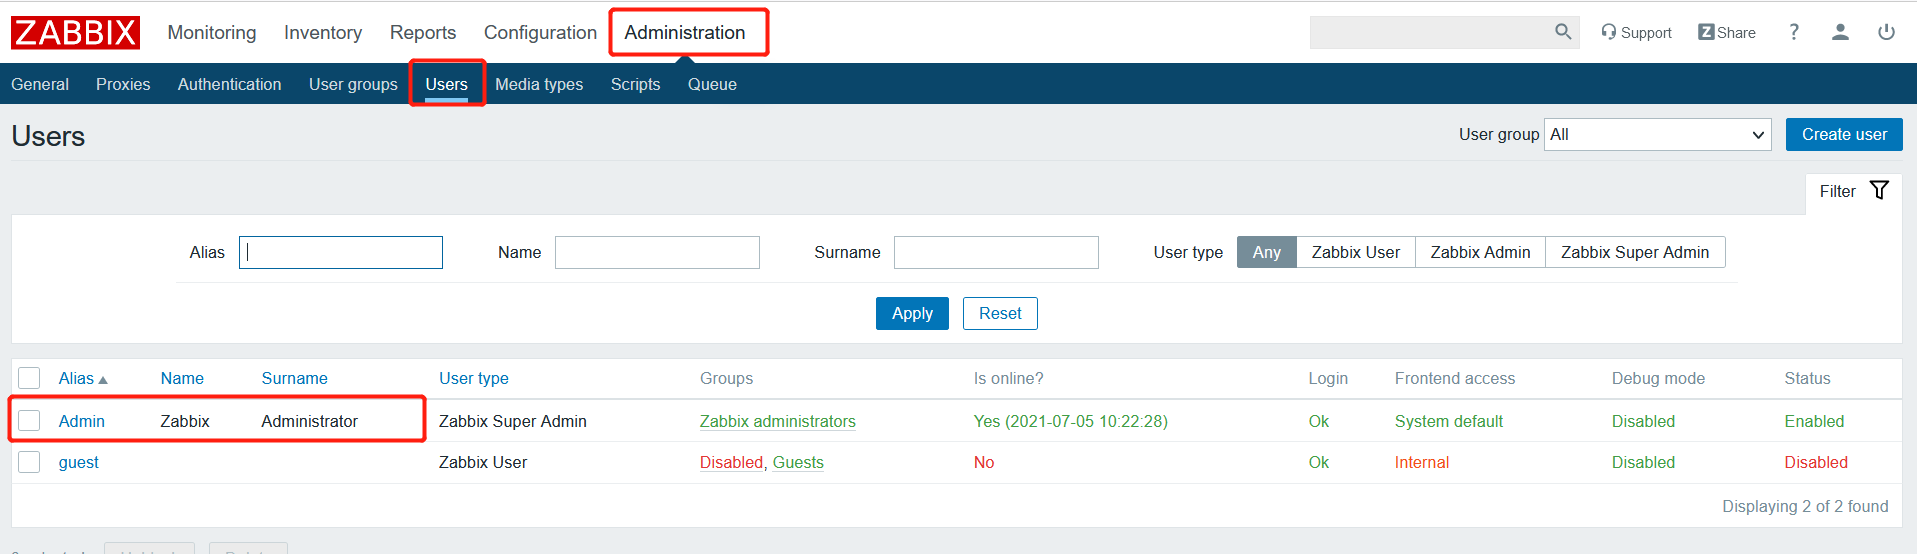 ZABBIX Monitoring Inventory Reports Configuration Administration Support Z Share ?
General Proxies Authentication User groups Users Media types Scripts Queue
Users User group All Create user
Filter
Alias Name Surname User type Any Zabbix User Zabbix Admin Zabbix Super Admin
Apply Reset
Alias Name Surname User type Groups Is online? Login Frontend access Debug mode Status
Admin Zabbix Administrator Zabbix Super Admin Zabbix administrators Yes (2021-07-05 10:22:28) Ok System default Disabled Enabled
guest Zabbix User Disabled, Guests No Ok Internal Disabled Disabled
Displaying 2 of 2 found